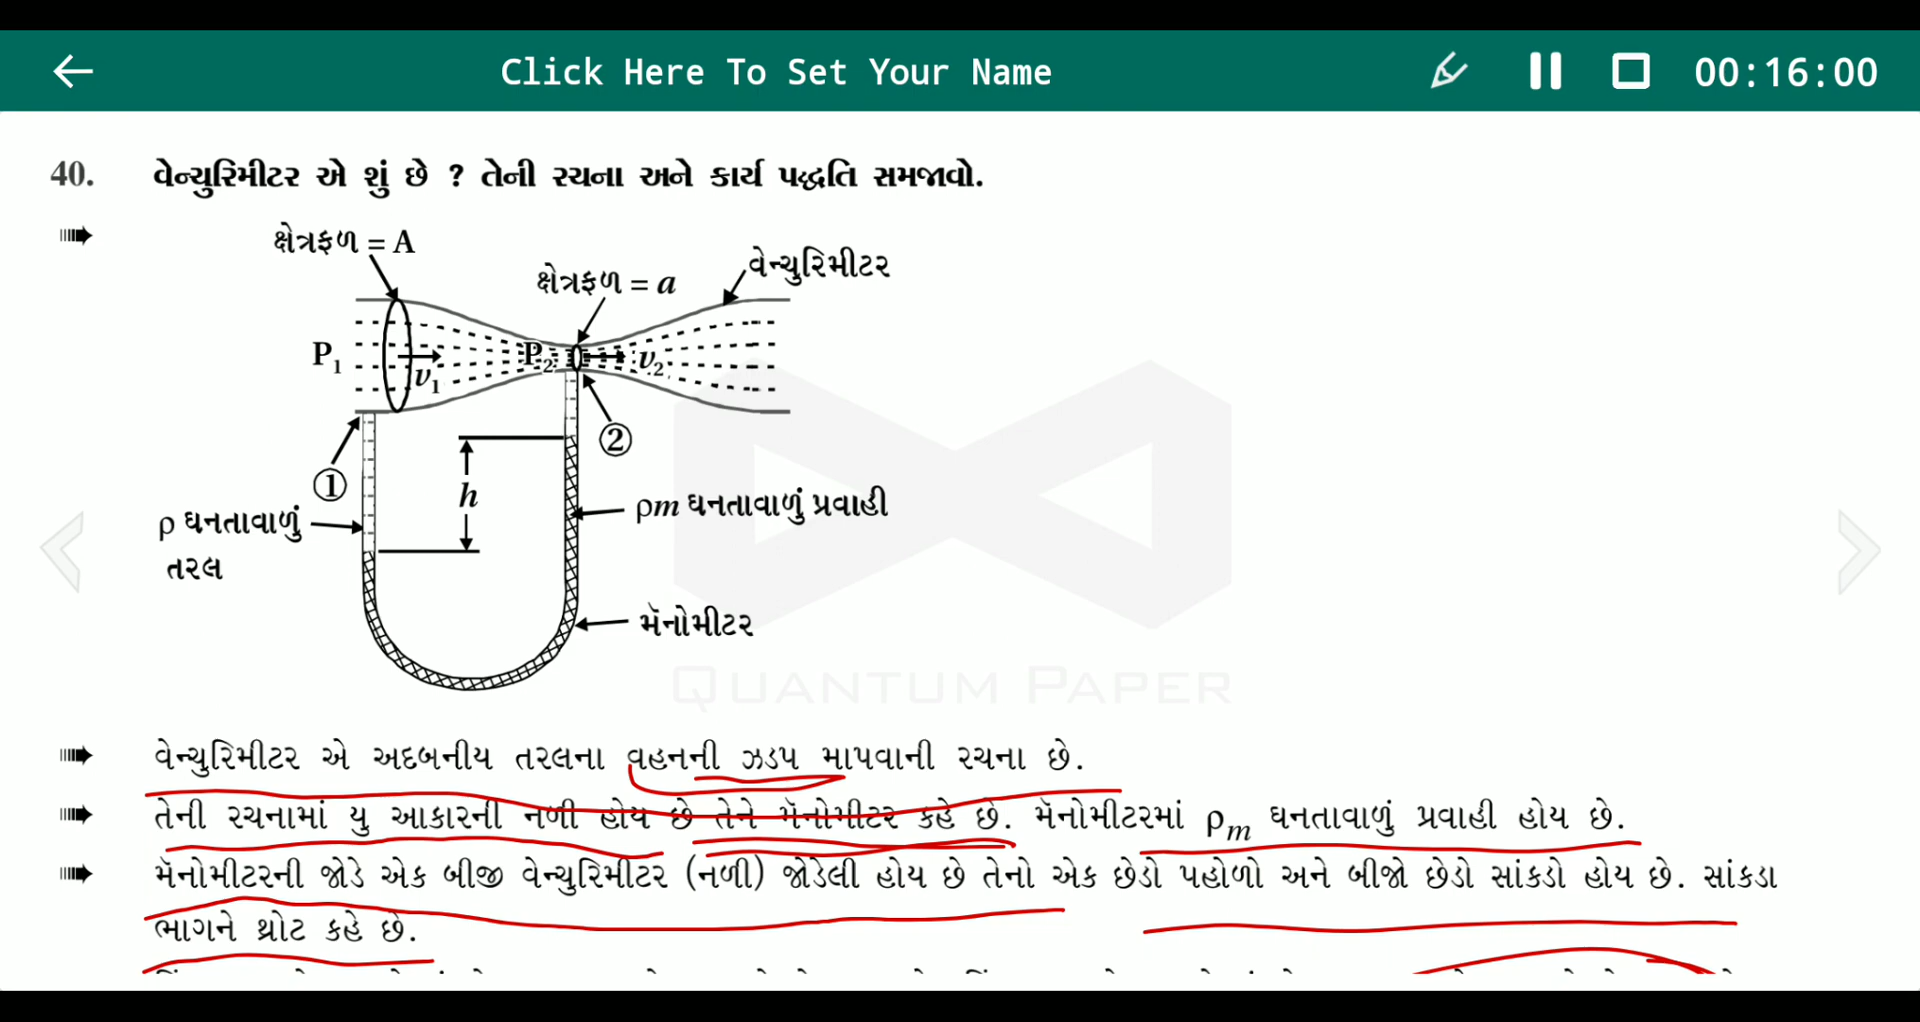 Click Here To Set Your Name
00:16:00
40. વેન્ચુરિમીટર એ શું છે ? તેની રચના અને કાર્ય પદ્ધતિ સમજાવો.
ક્ષેત્રફળ = A
ક્ષેત્રફળ = a
વેન્ચુરિમીટર
P1
v1
P2
v2
②
①
h
ρ ઘનતાવાળું
તરલ
ρm ઘનતાવાળું પ્રવાહી
મૅનોમીટર
QUANTUM PAPER
વેન્ચુરિમીટર એ અદબનીય તરલના વહનની ઝડપ માપવાની રચના છે.
તેની રચનામાં યુ આકારની નળી હોય છે તેને મૅનોમીટર કહે છે. મૅનોમીટરમાં ρm ઘનતાવાળું પ્રવાહી હોય છે.
મૅનોમીટરની જોડે એક બીજી વેન્ચુરિમીટર (નળી) જોડેલી હોય છે તેનો એક છેડો પહોળો અને બીજો છેડો સાંકડો હોય છે. સાંકડા
ભાગને થ્રોટ કહે છે.